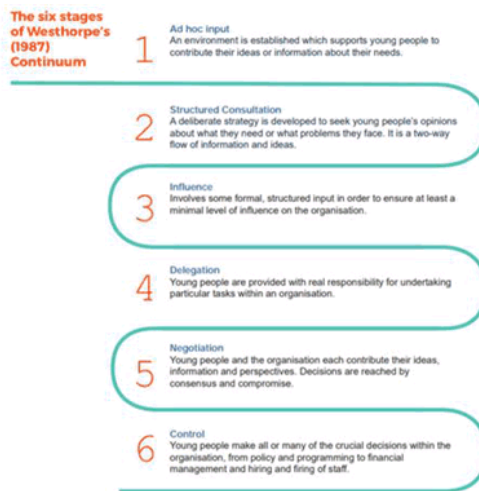 The six stages
of Westhorpe's
(1987)
Continuum
1
Ad hoc input
An environment is established which supports young people to
contribute their ideas or information about their needs.
2
Structured Consultation
A deliberate strategy is developed to seek young people's opinions
about what they need or what problems they face. It is a two-way
flow of information and ideas.
3
Influence
Involves some formal, structured input in order to ensure at least a
minimal level of influence on the organisation.
4
Delegation
Young people are provided with real responsibility for undertaking
particular tasks within an organisation.
5
Negotiation
Young people and the organisation each contribute their ideas,
information and perspectives. Decisions are reached by
consensus and compromise.
6
Control
Young people make all or many of the crucial decisions within the
organisation, from policy and programming to financial
management and hiring and firing of staff.